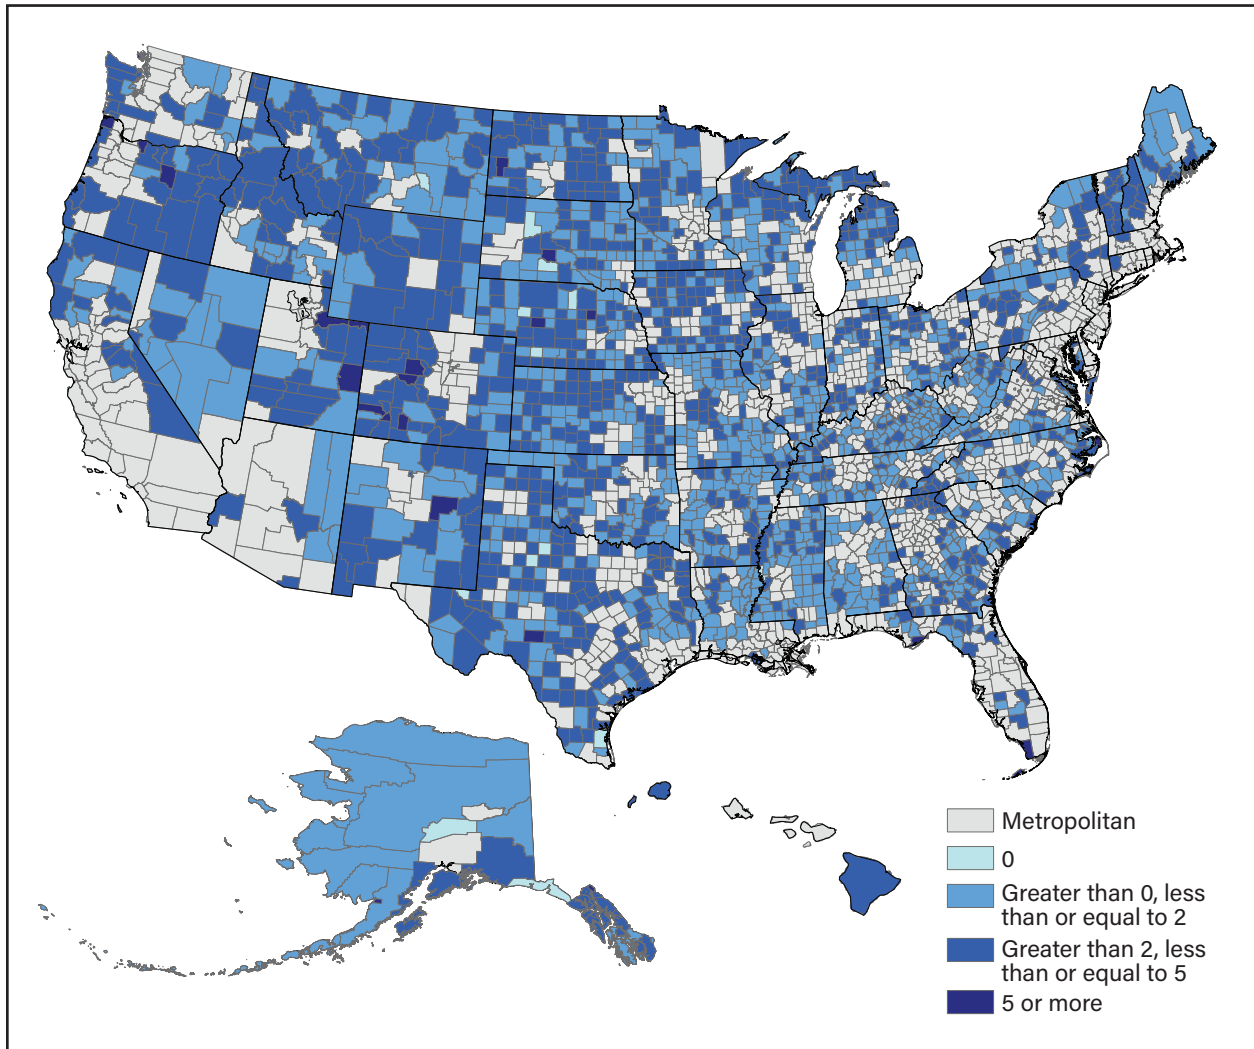 Metropolitan
0
Greater than 0, less
than or equal to 2
Greater than 2, less
than or equal to 5
5 or more